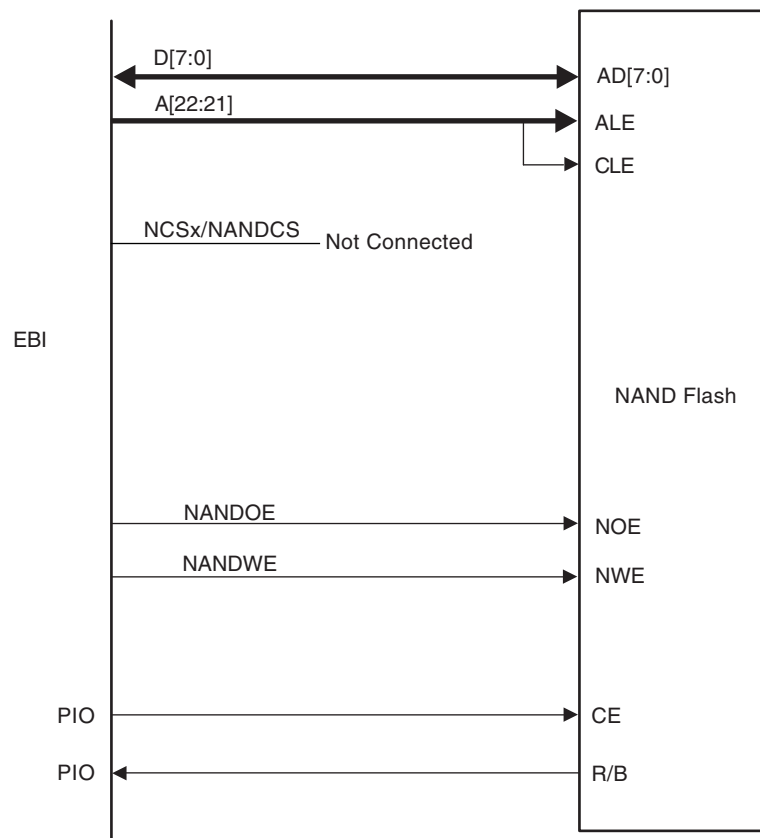 D[7:0]
AD[7:0]
A[22:21]
ALE
CLE
NCSx/NANDCS
Not Connected
EBI
NAND Flash
NANDOE
NOE
NANDWE
NWE
PIO
CE
PIO
R/B